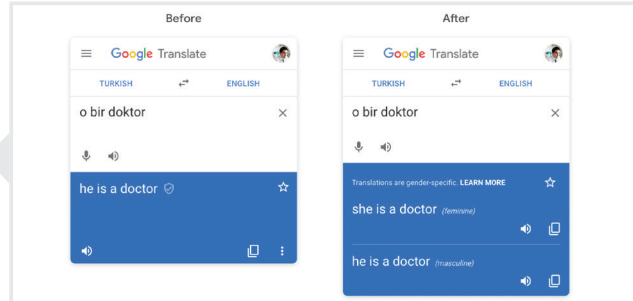 Before
Google Translate
TURKISH ENGLISH
o bir doktor
he is a doctor
After
Google Translate
TURKISH ENGLISH
o bir doktor
Translations are gender-specific. LEARN MORE
she is a doctor (feminine)
he is a doctor (masculine)